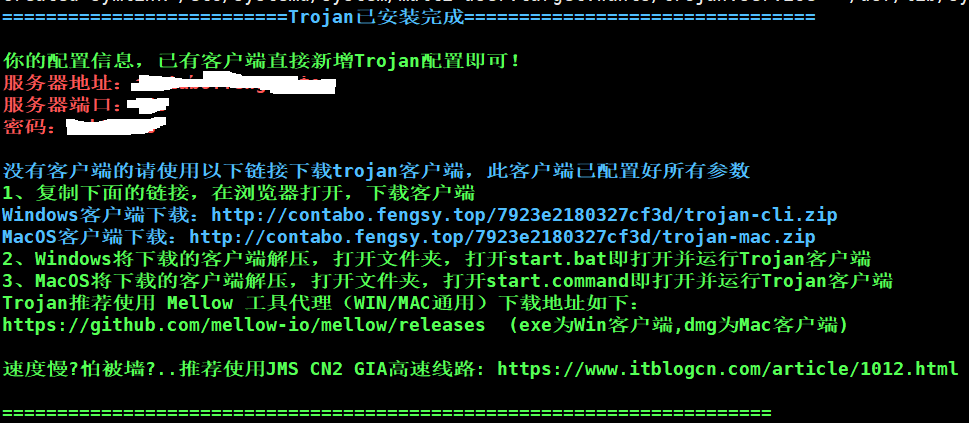 ============================Trojan已安装完成================================
你的配置信息，已有客户端直接新增Trojan配置即可！
服务器地址：
服务器端口：
密码：
没有客户端的请使用以下链接下载trojan客户端，此客户端已配置好所有参数
1、复制下面的链接，在浏览器打开，下载客户端
Windows客户端下载：http://contabo.fengsy.top/7923e2180327cf3d/trojan-cli.zip
MacOS客户端下载：http://contabo.fengsy.top/7923e2180327cf3d/trojan-mac.zip
2、Windows将下载的客户端解压，打开文件夹，打开start.bat即打开并运行Trojan客户端
3、MacOS将下载的客户端解压，打开文件夹，打开start.command即打开并运行Trojan客户端
Trojan推荐使用 Mellow 工具代理（WIN/MAC通用）下载地址如下：
https://github.com/mellow-io/mellow/releases  (exe为Win客户端,dmg为Mac客户端)
速度慢?怕被墙?..推荐使用JMS CN2 GIA高速线路: https://www.itblogcn.com/article/1012.html
======================================================================